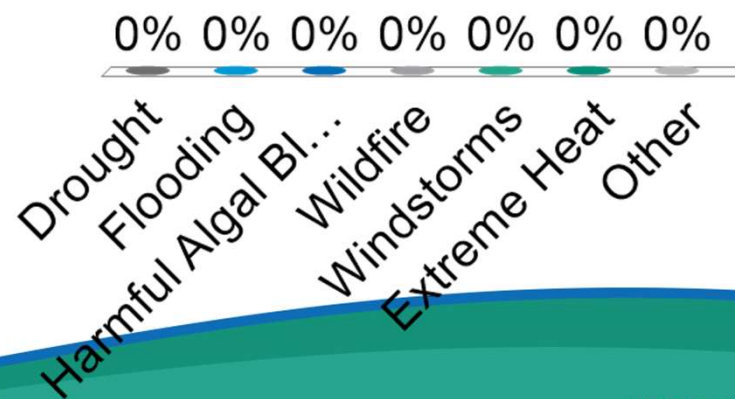 0% 0% 0% 0% 0% 0% 0%
Drought
Flooding
Harmful Algal Bl...
Wildfire
Windstorms
Extreme Heat
Other